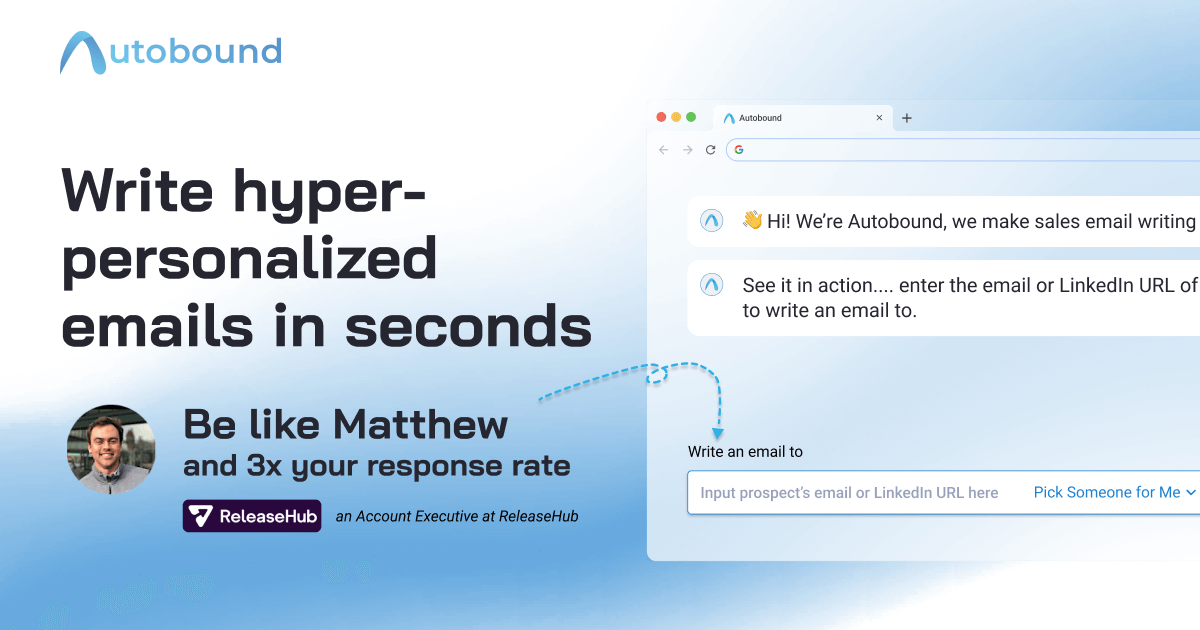 Autobound
Write hyper-
personalized
emails in seconds
Be like Matthew
and 3x your response rate
ReleaseHub
an Account Executive at ReleaseHub
Autobound
👋 Hi! We’re Autobound, we make sales email writing
See it in action.... enter the email or LinkedIn URL of
to write an email to.
Write an email to
Input prospect’s email or LinkedIn URL here
Pick Someone for Me